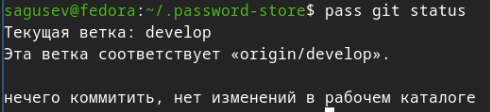 sagusev@fedora:~/.password-store$ pass git status
Текущая ветка: develop
Эта ветка соответствует «origin/develop».
нечего коммитить, нет изменений в рабочем каталоге